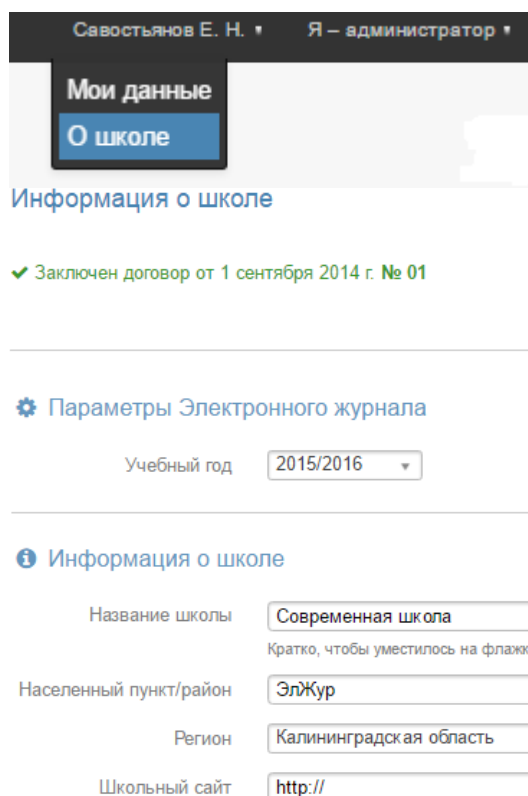 Савостьянов Е. Н. Я – администратор
Мои данные
О школе
Информация о школе
Заключен договор от 1 сентября 2014 г. № 01
Параметры Электронного журнала
Учебный год 2015/2016
Информация о школе
Название школы Современная школа
Кратко, чтобы уместилось на флажк
Населенный пункт/район ЭлЖур
Регион Калининградская область
Школьный сайт http://